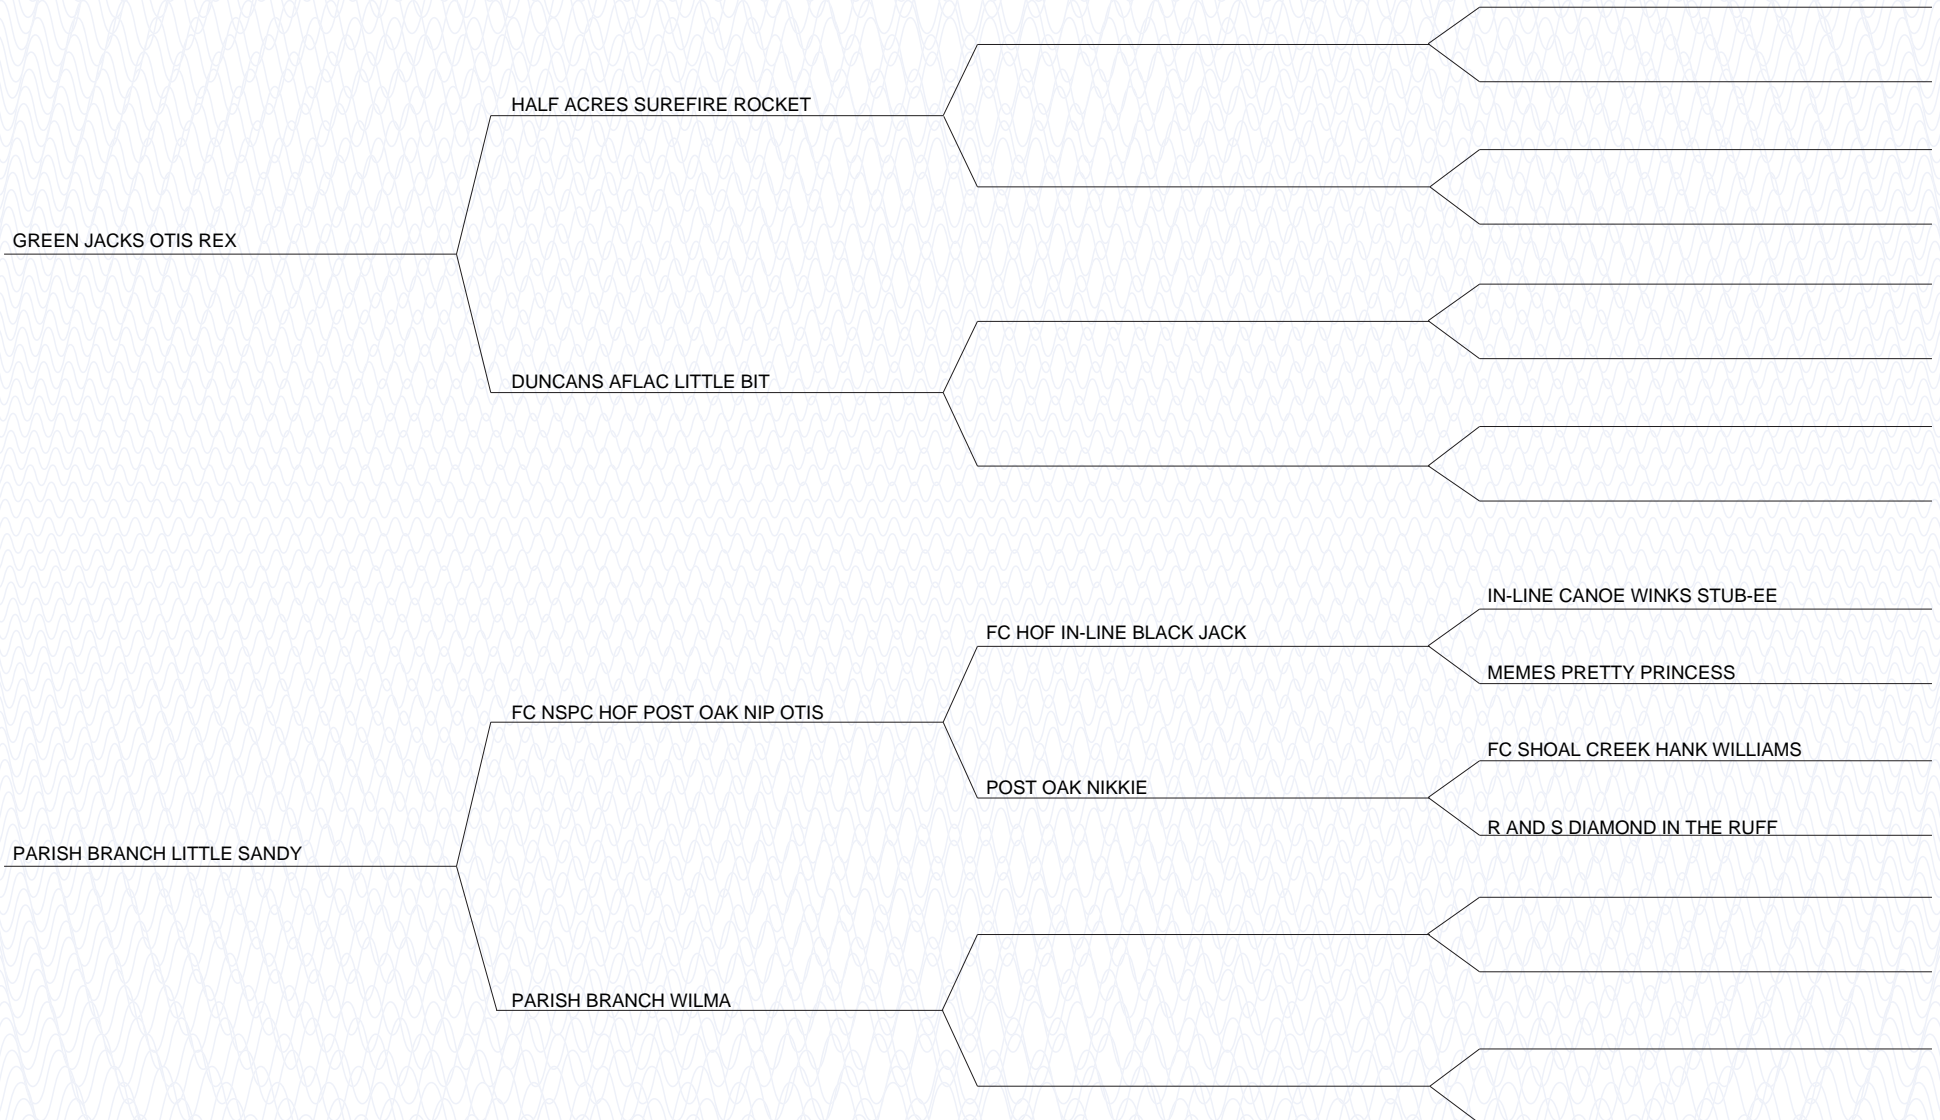 HALF ACRES SUREFIRE ROCKET
GREEN JACKS OTIS REX
DUNCANS AFLAC LITTLE BIT
IN-LINE CANOE WINKS STUB-EE
FC HOF IN-LINE BLACK JACK
MEMES PRETTY PRINCESS
FC NSPC HOF POST OAK NIP OTIS
FC SHOAL CREEK HANK WILLIAMS
POST OAK NIKKIE
R AND S DIAMOND IN THE RUFF
PARISH BRANCH LITTLE SANDY
PARISH BRANCH WILMA